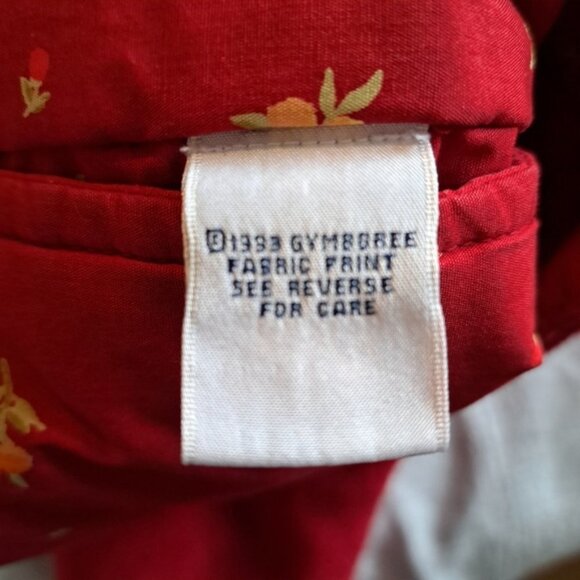 ©1993 GYMBOREE
FABRIC PRINT
SEE REVERSE
FOR CARE